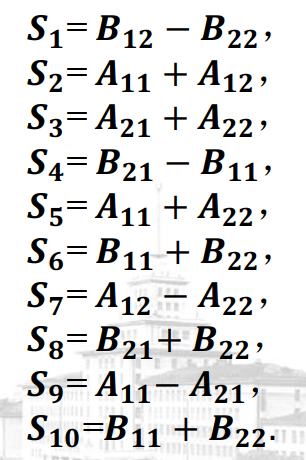 S₁= B₁₂ − B₂₂,
S₂= A₁₁ + A₁₂,
S₃= A₂₁ + A₂₂,
S₄= B₂₁ − B₁₁,
S₅= A₁₁ + A₂₂,
S₆= B₁₁ + B₂₂,
S₇= A₁₂ − A₂₂,
S₈= B₂₁+ B₂₂,
S₉= A₁₁− A₂₁,
S₁₀=B₁₁ + B₂₂.